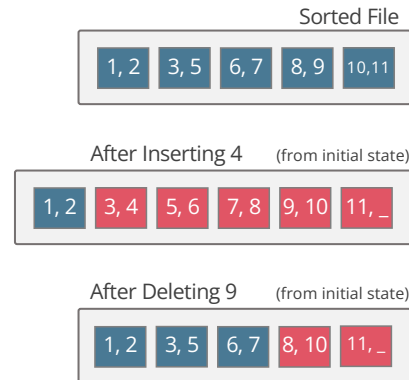 Sorted File
1, 2 3, 5 6, 7 8, 9 10,11
After Inserting 4 (from initial state)
1, 2 3, 4 5, 6 7, 8 9, 10 11, _
After Deleting 9 (from initial state)
1, 2 3, 5 6, 7 8, 10 11, _